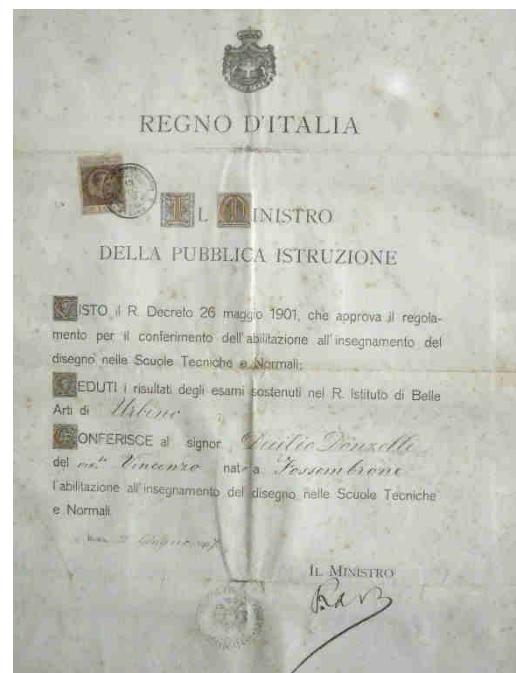 REGNO D'ITALIA
IL MINISTRO
DELLA PUBBLICA ISTRUZIONE
VISTO il R. Decreto 26 maggio 1901, che approva il regola-
mento per il conferimento dell'abilitazione all'insegnamento del
disegno nelle Scuole Tecniche e Normali;
VEDUTI i risultati degli esami sostenuti nel R. Istituto di Belle
Arti di Urbino
CONFERISCE al signor Donzelli
del Vincenzo nat a Fossombrone
l'abilitazione all'insegnamento del disegno nelle Scuole Tecniche
e Normali
Giugno
IL MINISTRO